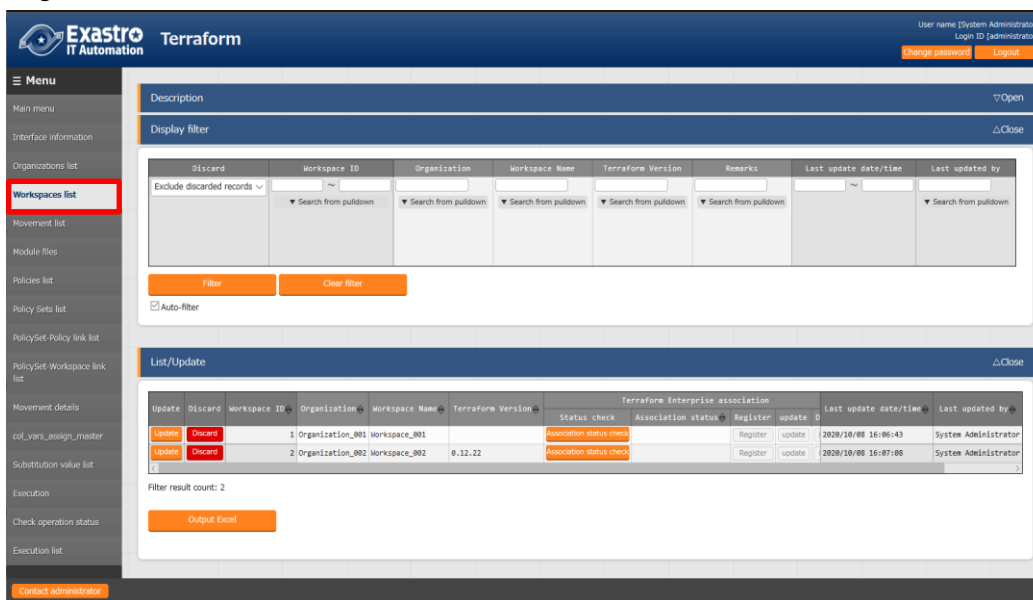 Exastro
IT Automation
Terraform
User name [System Administrato
Login ID [administrato
Change password
Logout
☰ Menu
Main menu
Interface information
Organizations list
Workspaces list
Movement list
Module files
Policies list
Policy Sets list
PolicySet-Policy link list
PolicySet-Workspace link
list
Movement details
col_vars_assign_master
Substitution value list
Execution
Check operation status
Execution list
Contact administrator
Description
▽Open
Display filter
△Close
Discard Workspace ID Organization Workspace Name Terraform Version Remarks Last update date/time Last updated by
Exclude discarded records ~ ~
▼ Search from pulldown ▼ Search from pulldown ▼ Search from pulldown ▼ Search from pulldown ▼ Search from pulldown ▼ Search from pulldown
Filter
Clear filter
Auto-filter
List/Update
△Close
Terraform Enterprise association
Update Discard Workspace ID Organization Workspace Name Terraform Version Status check Association status Register update D Last update date/time Last updated by
Update Discard 1 Organization_001 Workspace_001 Association status check Register update 2020/10/08 16:06:43 System Administrator
Update Discard 2 Organization_002 Workspace_002 0.12.22 Association status check Register update 2020/10/08 16:07:08 System Administrator
Filter result count: 2
Output Excel